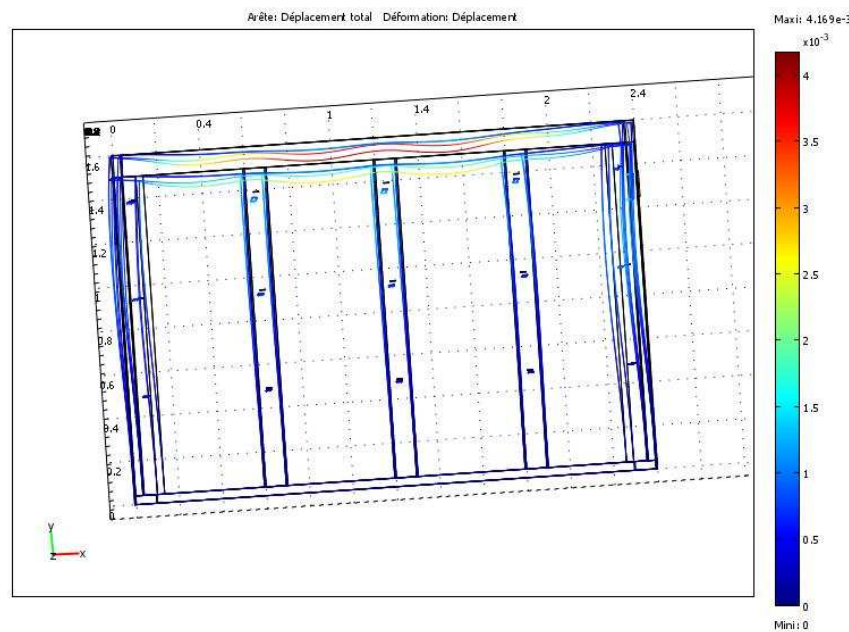 Arête: Déplacement total Déformation: Déplacement
Maxi: 4.169e-3
x10-3
0 0.4 1 1.4 2 2.4
1.6
1.4
1.2
1
0.8
0.6
0.4
0.2
0
4
3.5
3
2.5
2
1.5
1
0.5
0
y
z x
Mini: 0